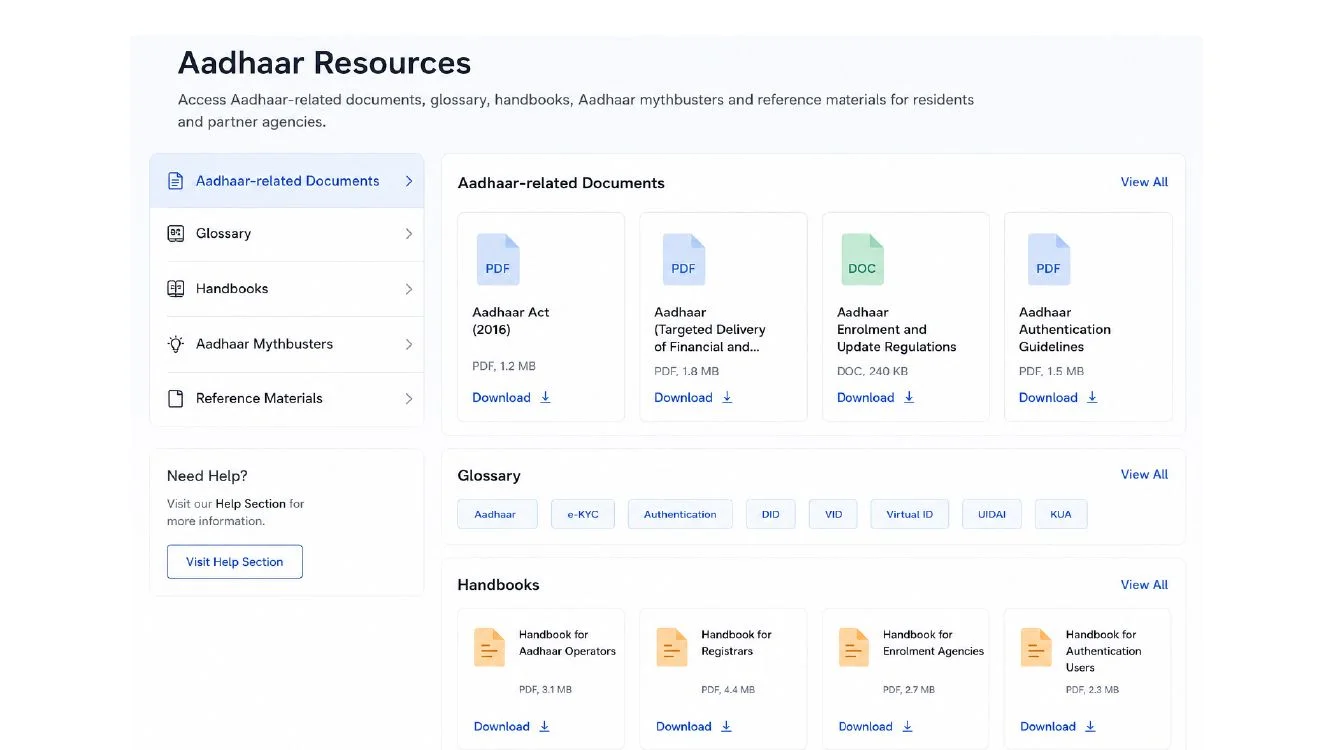 Aadhaar Resources
Access Aadhaar-related documents, glossary, handbooks, Aadhaar mythbusters and reference materials for residents
and partner agencies.
Aadhaar-related Documents
Glossary
Handbooks
Aadhaar Mythbusters
Reference Materials
Need Help?
Visit our Help Section for
more information.
Visit Help Section
Aadhaar-related Documents
View All
PDF
Aadhaar Act
(2016)
PDF, 1.2 MB
Download
PDF
Aadhaar
(Targeted Delivery
of Financial and...
PDF, 1.8 MB
Download
DOC
Aadhaar
Enrolment and
Update Regulations
DOC, 240 KB
Download
PDF
Aadhaar
Authentication
Guidelines
PDF, 1.5 MB
Download
Glossary
View All
Aadhaar
e-KYC
Authentication
DID
VID
Virtual ID
UIDAI
KUA
Handbooks
View All
Handbook for
Aadhaar Operators
PDF, 3.1 MB
Download
Handbook for
Registrars
PDF, 4.4 MB
Download
Handbook for
Enrolment Agencies
PDF, 2.7 MB
Download
Handbook for
Authentication
Users
PDF, 2.3 MB
Download